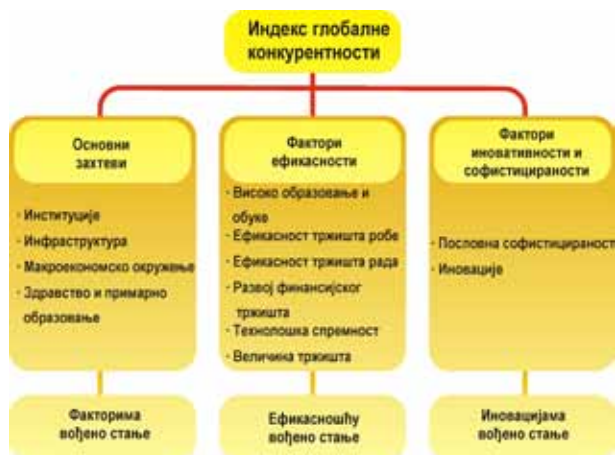 Индекс глобалне
конкурентности
Основни
захтеви
· Институције
· Инфраструктура
· Макроекономско окружење
· Здравство и примарно
образовање
Фактори
ефикасности
· Високо образовање и
обуке
· Ефикасност тржишта робе
· Ефикасност тржишта рада
· Развој финансијског
тржишта
· Технолошка спремност
· Величина тржишта
Фактори
иновативности и
софистицираности
· Пословна софистицираност
· Иновације
Факторима
вођено стање
Ефикасношћу
вођено стање
Иновацијама
вођено стање